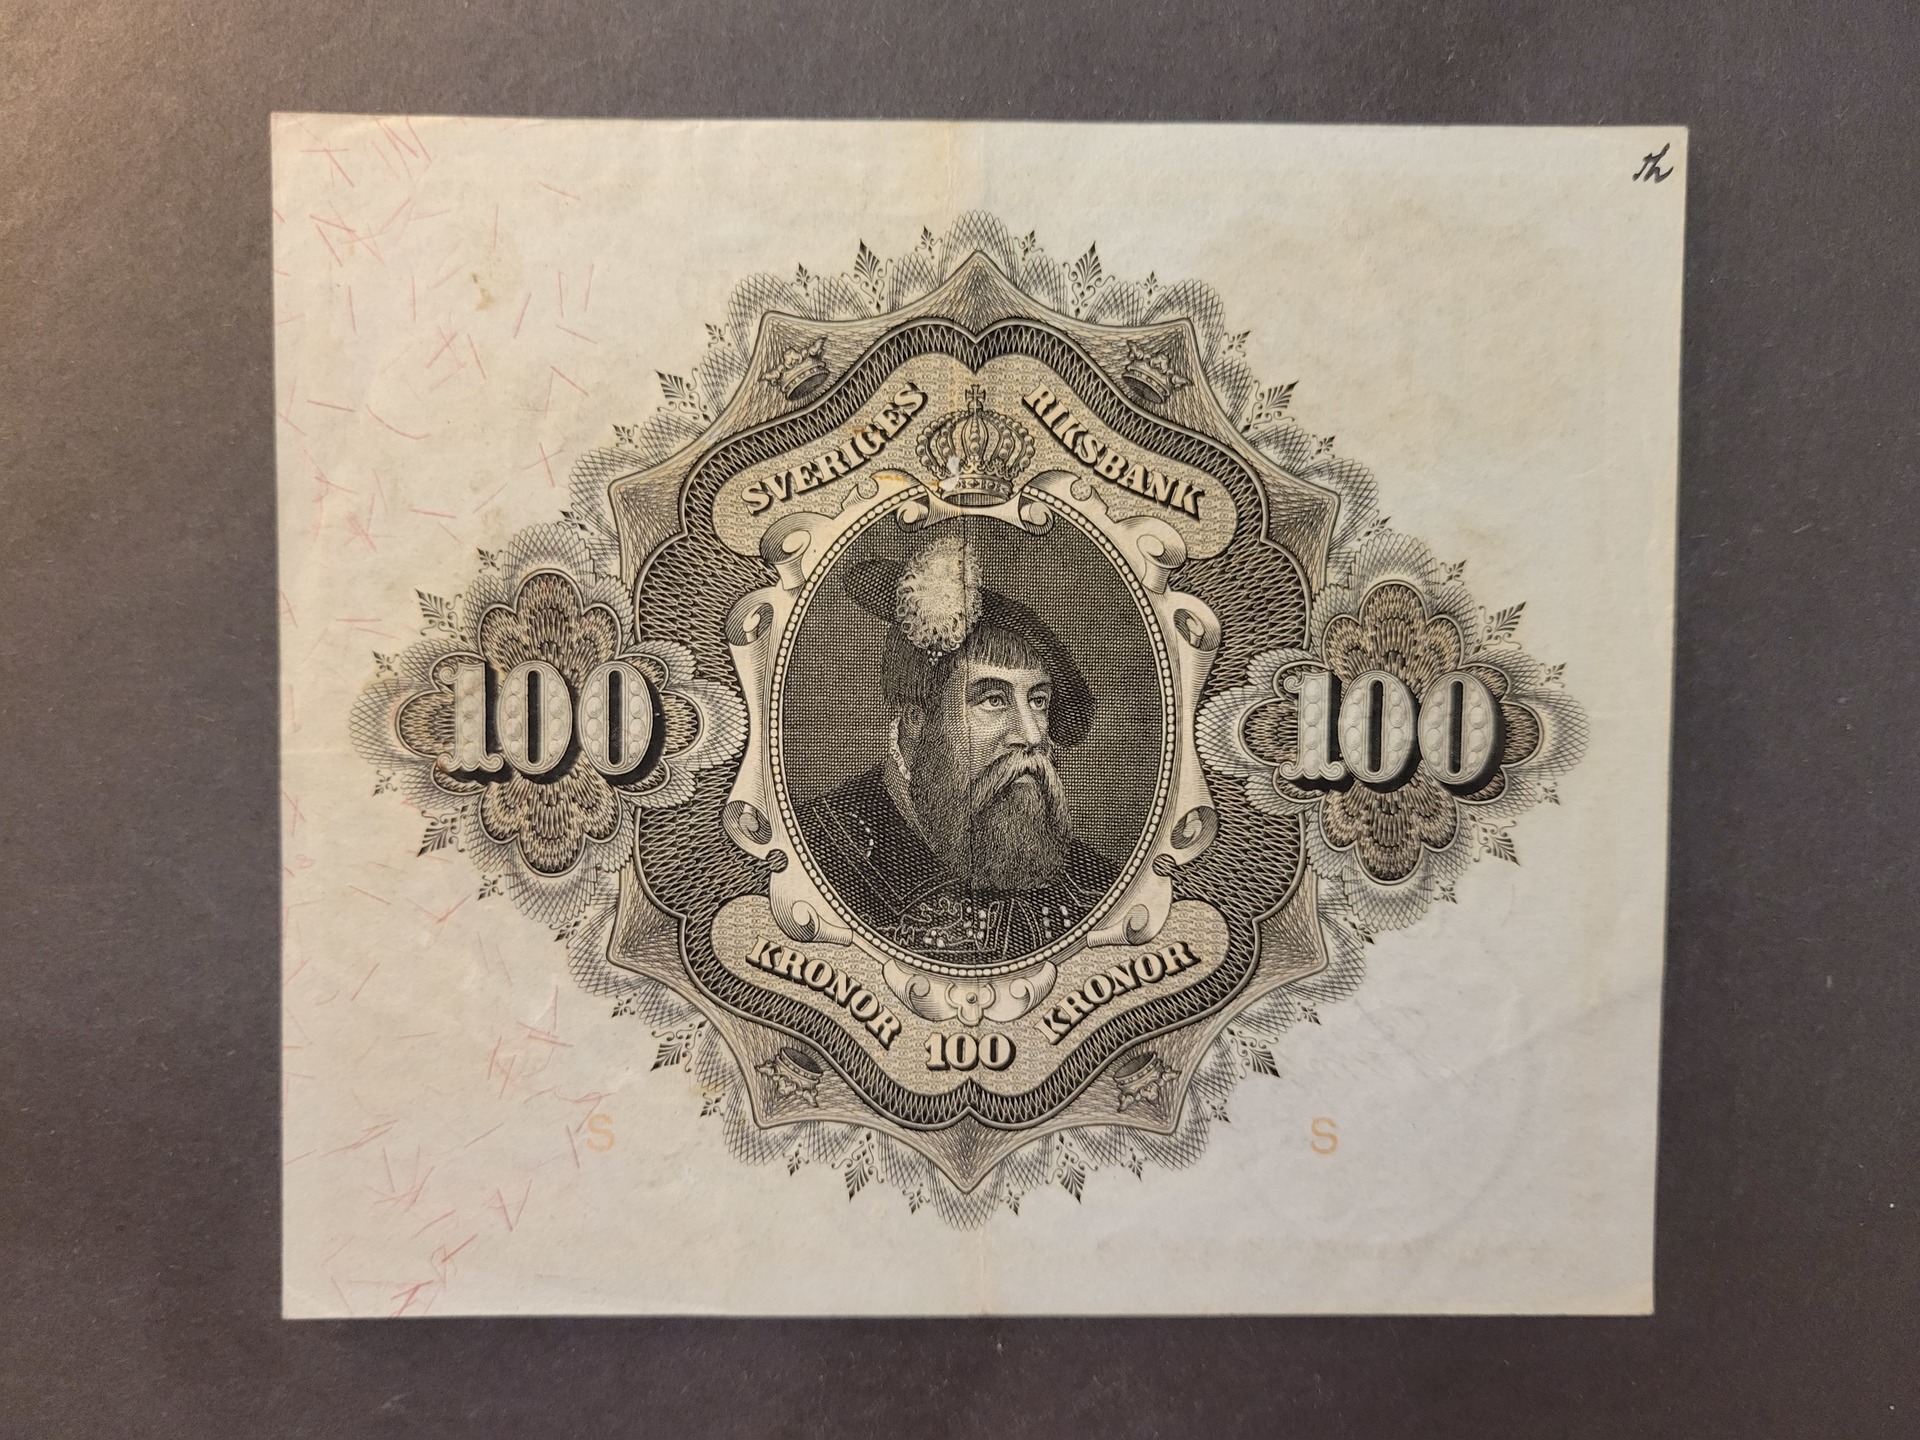 Th
SVERIGES RIKSBANK
100 100
KRONOR 100 KRONOR
S S